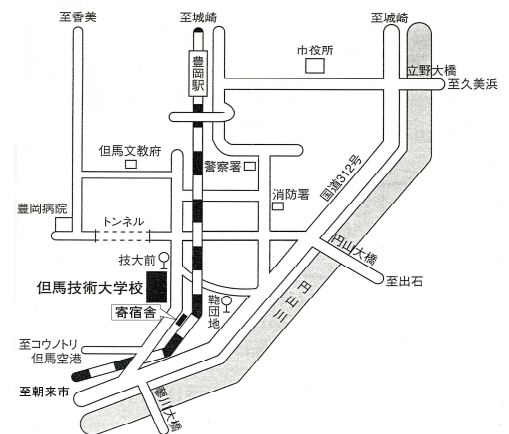 至香美
至城崎
至城崎
豊岡駅
市役所
立野大橋
至久美浜
但馬文教府
警察署
国道312号
消防署
豊岡病院
トンネル
円山大橋
技大前
至出石
但馬技術大学校
円山川
鞄団地
寄宿舎
至コウノトリ
但馬空港
至朝来市
蓼川大橋